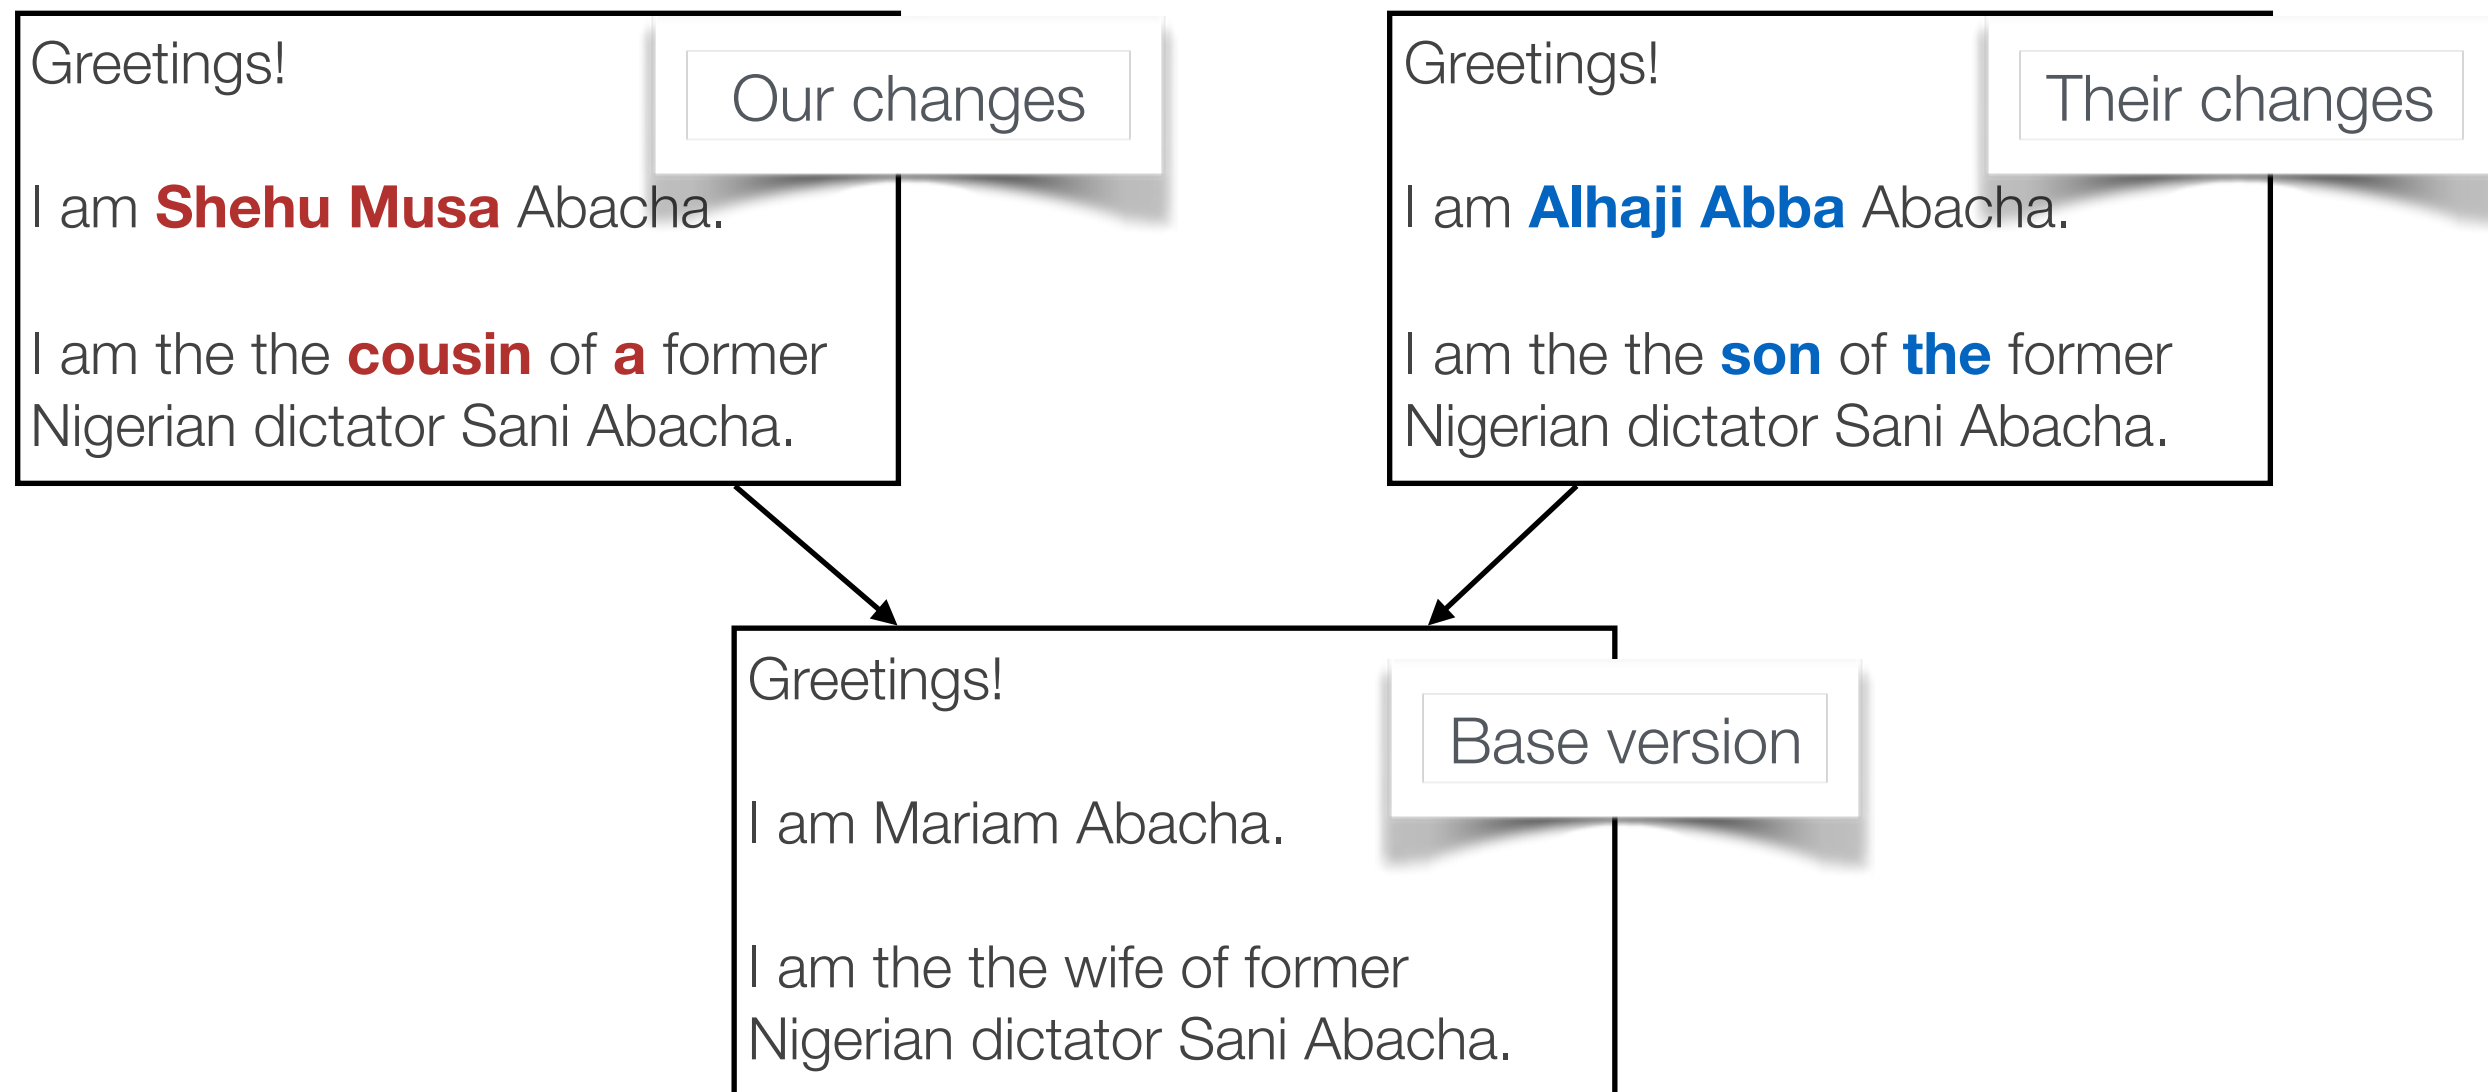 Greetings!
Our changes
I am Shehu Musa Abacha.
I am the the cousin of a former
Nigerian dictator Sani Abacha.
Greetings!
Their changes
I am Alhaji Abba Abacha.
I am the the son of the former
Nigerian dictator Sani Abacha.
Greetings!
Base version
I am Mariam Abacha.
I am the the wife of former
Nigerian dictator Sani Abacha.